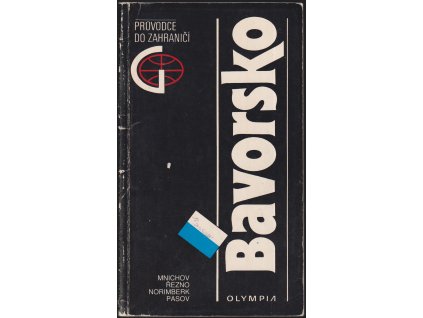 PRŮVODCE
DO ZAHRANIČÍ
Bavorsko
MNICHOV
ŘEZNO
NORIMBERK
PASOV
OLYMPIA